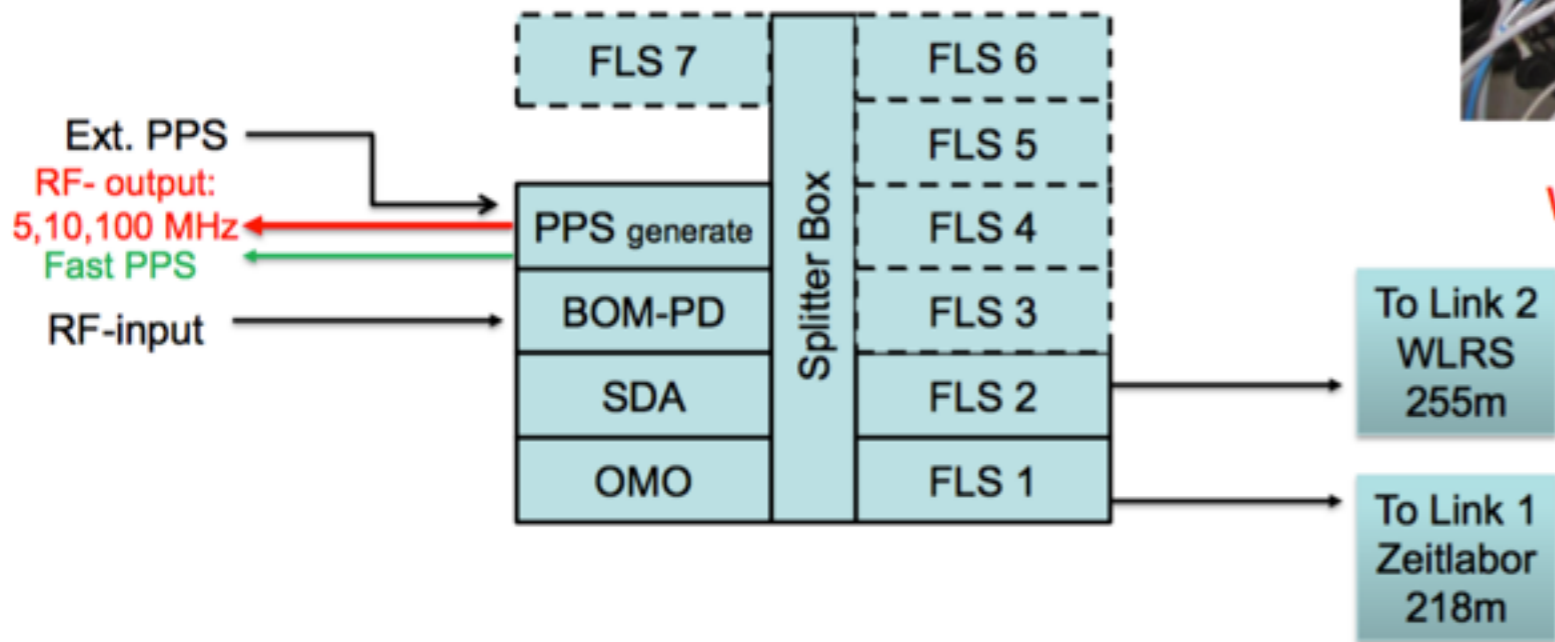 FLS 7
FLS 6
Ext. PPS
FLS 5
RF- output:
5,10,100 MHz
Fast PPS
PPS generate
Splitter Box
FLS 4
RF-input
BOM-PD
FLS 3
SDA
FLS 2
OMO
FLS 1
To Link 2
WLRS
255m
To Link 1
Zeitlabor
218m